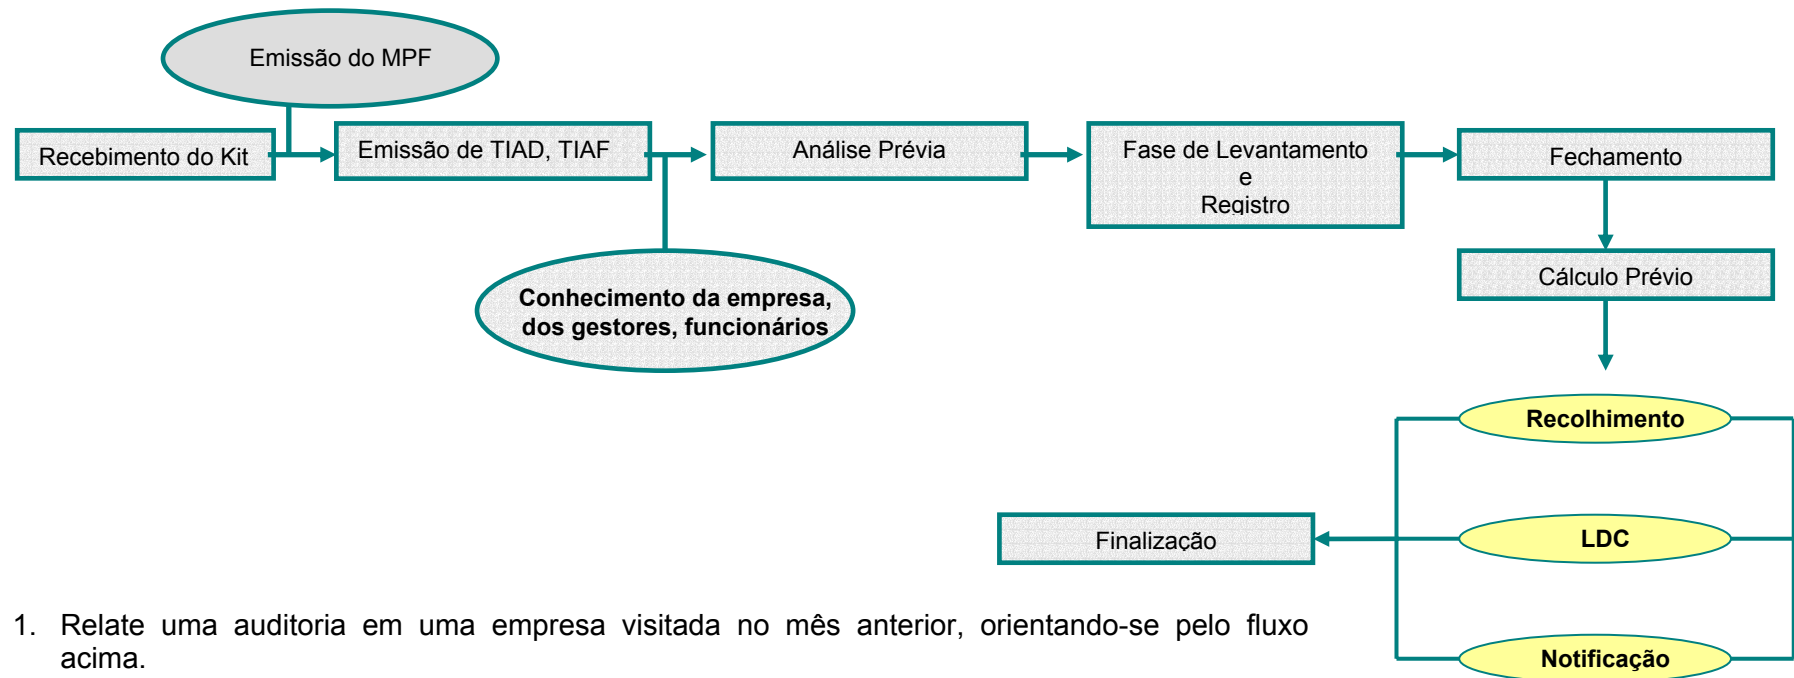 Emissão do MPF
Recebimento do Kit
Emissão de TIAD, TIAF
Análise Prévia
Fase de Levantamento
e
Registro
Fechamento
Conhecimento da empresa,
dos gestores, funcionários
Cálculo Prévio
Recolhimento
LDC
Finalização
Notificação
1. Relate uma auditoria em uma empresa visitada no mês anterior, orientando-se pelo fluxo
acima.